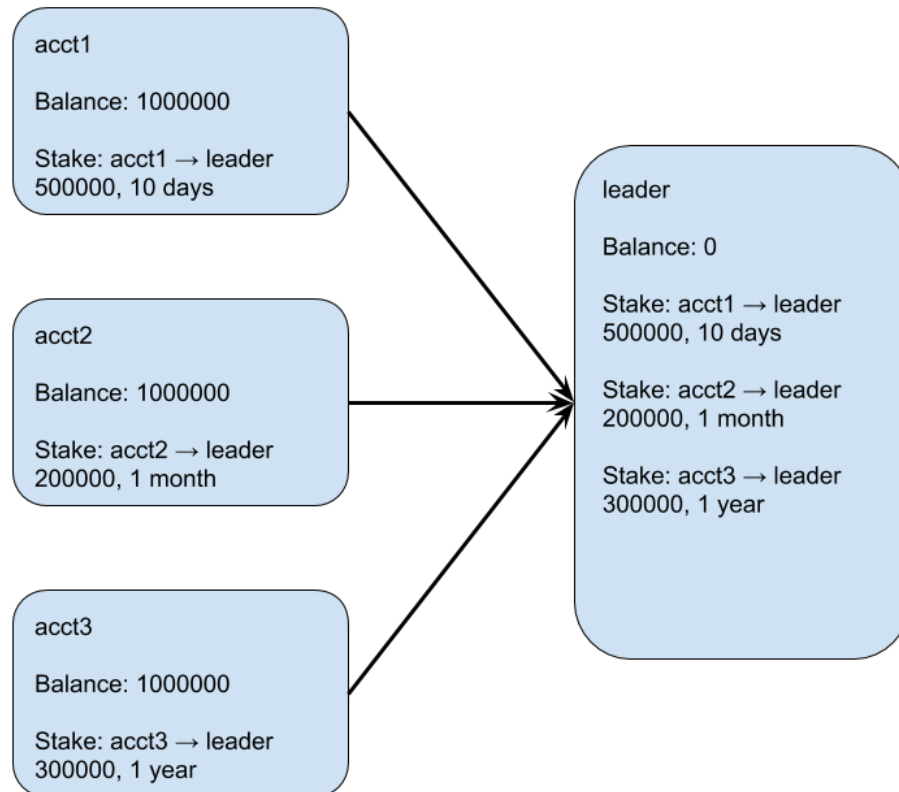 acct1
Balance: 1000000
Stake: acct1 → leader
500000, 10 days
acct2
Balance: 1000000
Stake: acct2 → leader
200000, 1 month
acct3
Balance: 1000000
Stake: acct3 → leader
300000, 1 year
leader
Balance: 0
Stake: acct1 → leader
500000, 10 days
Stake: acct2 → leader
200000, 1 month
Stake: acct3 → leader
300000, 1 year